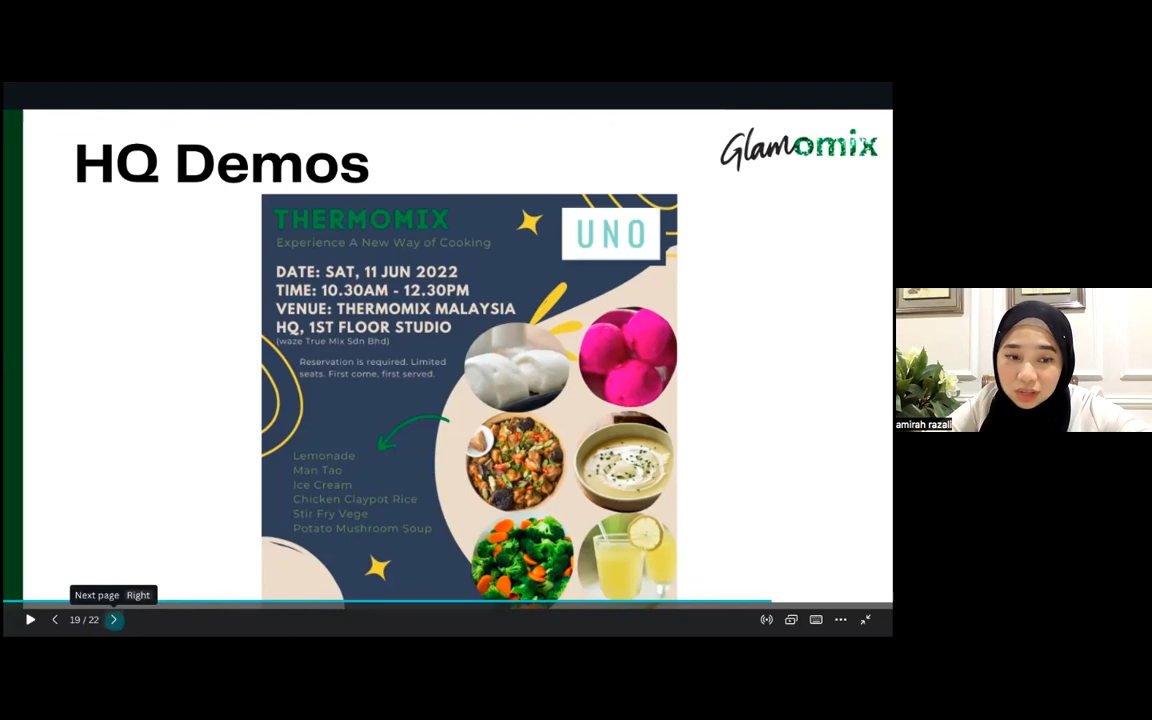 HQ Demos
Glamomix
THERMOMIX
Experience A New Way of Cooking
UNO
DATE: SAT, 11 JUN 2022
TIME: 10.30AM - 12.30PM
VENUE: THERMOMIX MALAYSIA
HQ, 1ST FLOOR STUDIO
(waze True Mix Sdn Bhd)
Reservation is required. Limited
seats. First come, first served.
Lemonade
Man Tao
Ice Cream
Chicken Claypot Rice
Stir Fry Vege
Potato Mushroom Soup
Next page Right
19 / 22
amirah razali